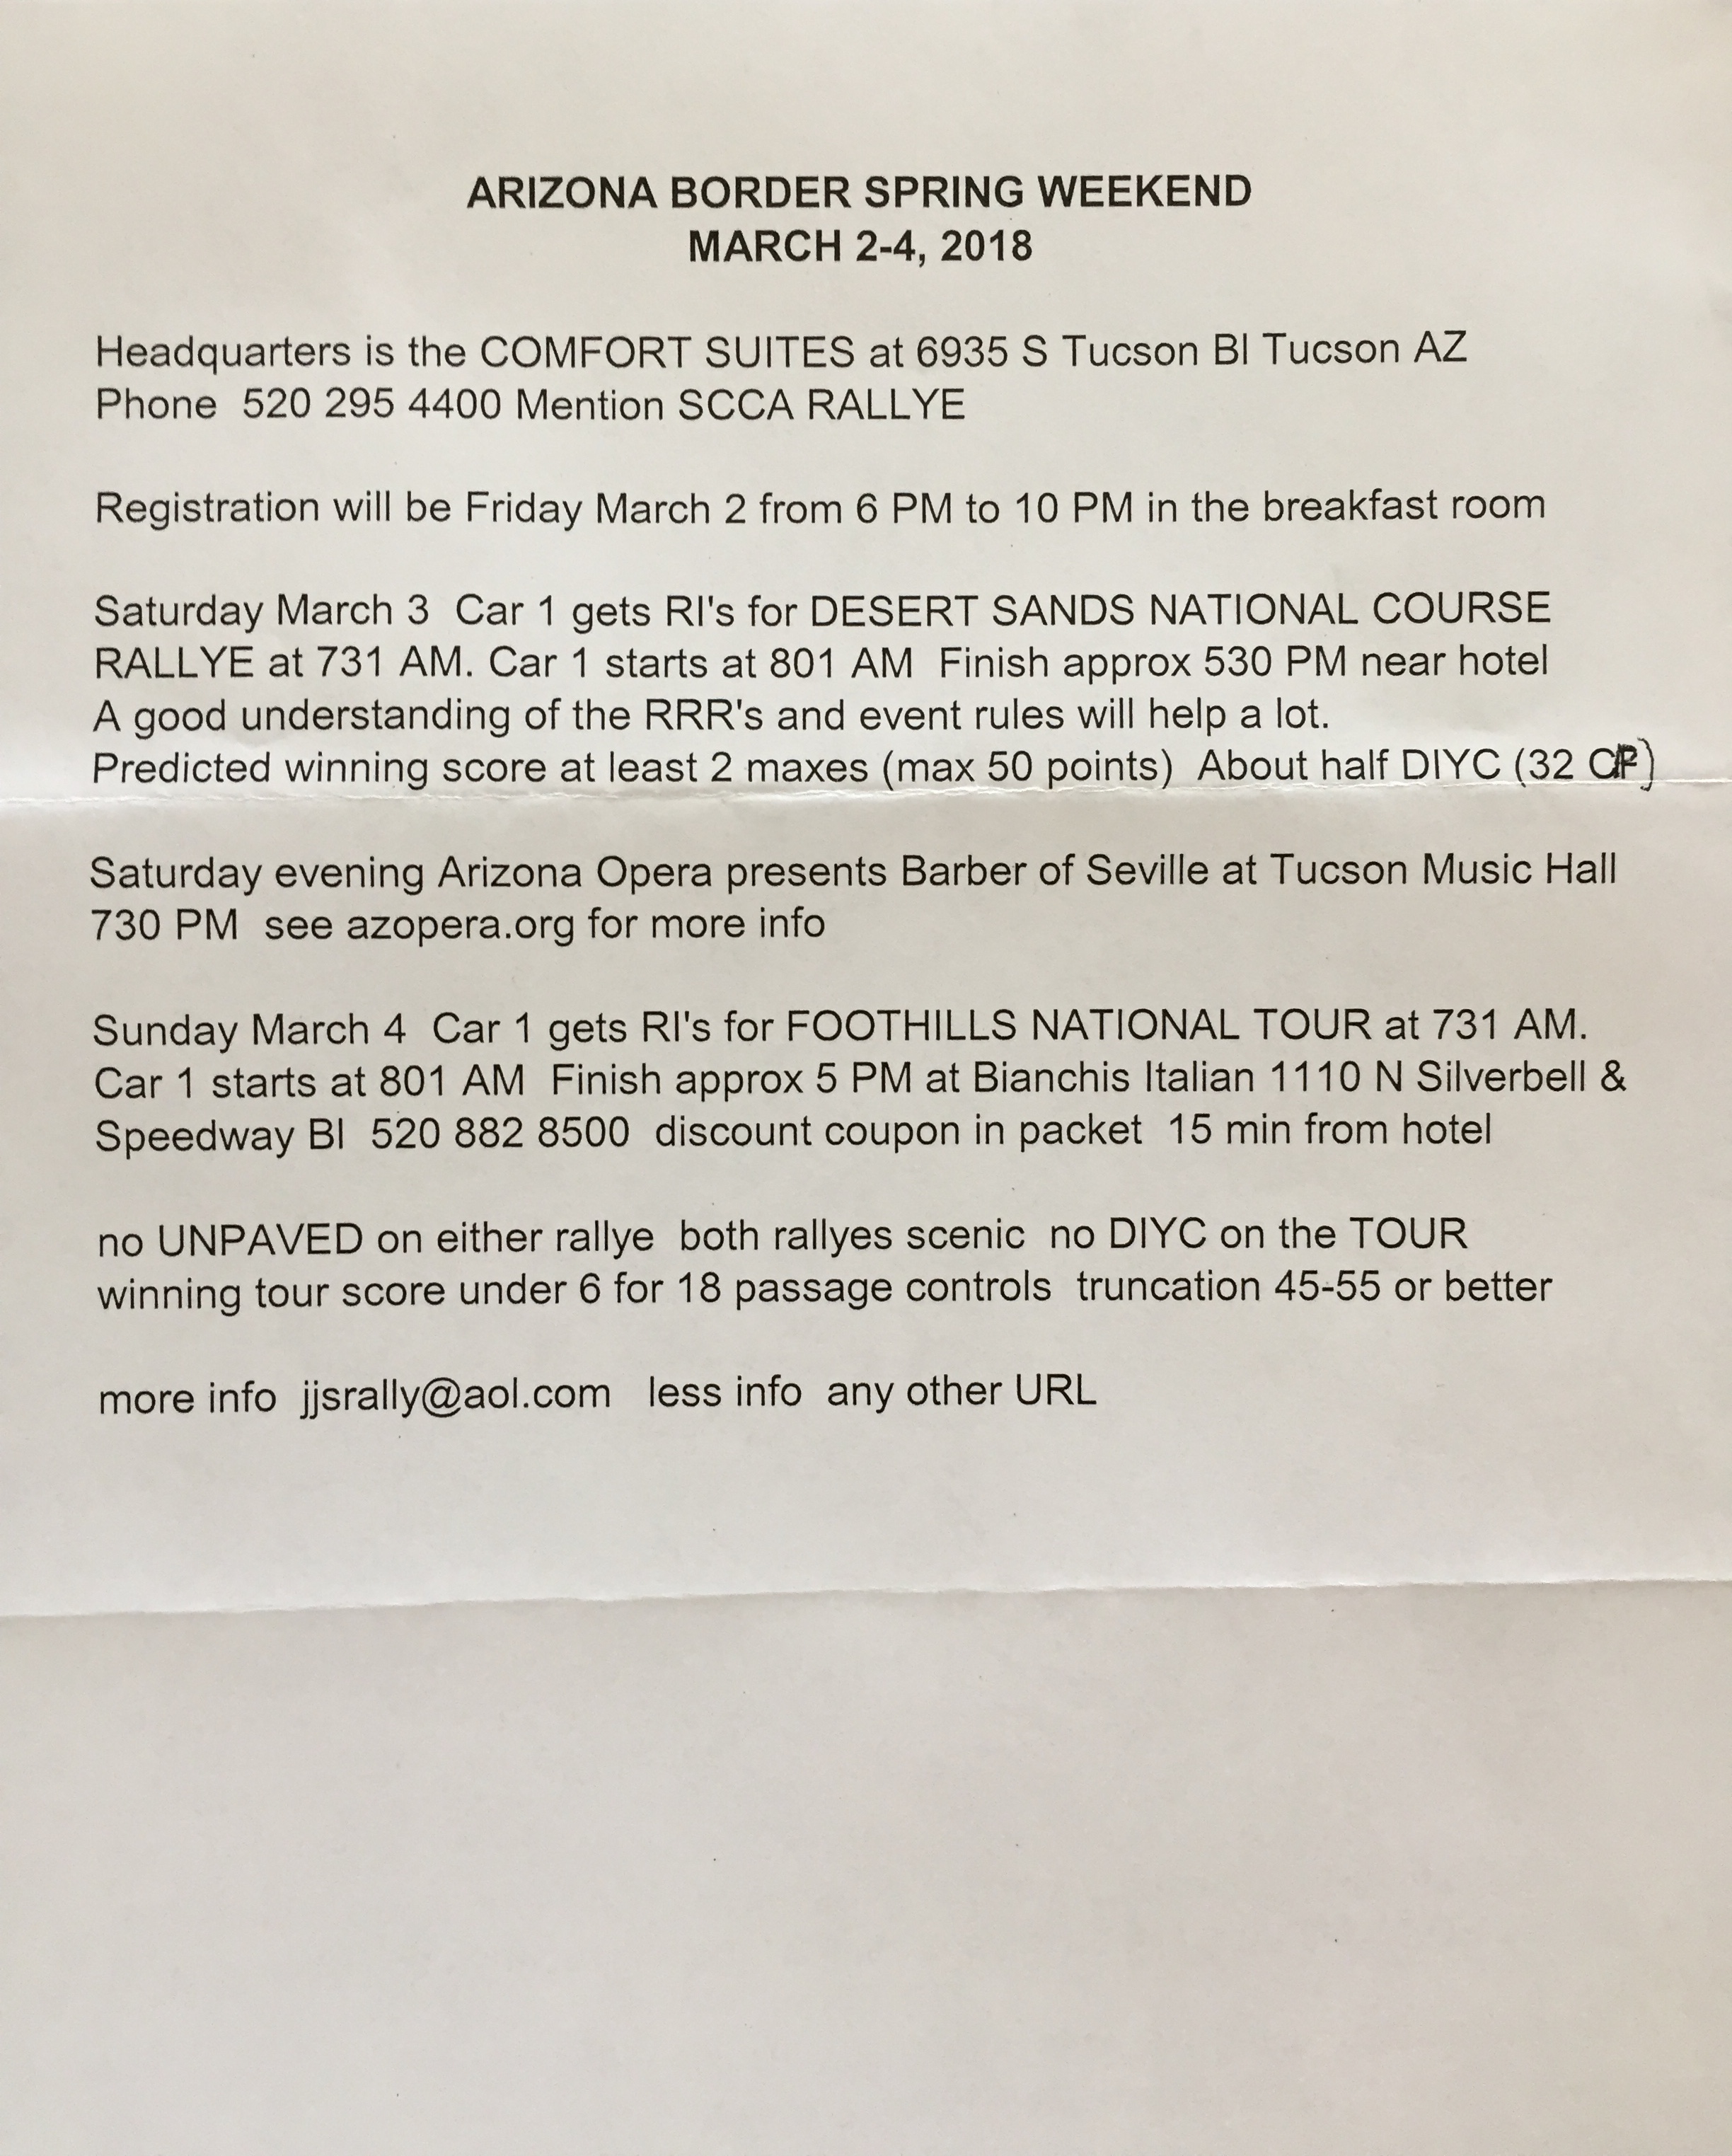 ARIZONA BORDER SPRING WEEKEND
MARCH 2-4, 2018
Headquarters is the COMFORT SUITES at 6935 S Tucson Bl Tucson AZ
Phone 520 295 4400 Mention SCCA RALLYE
Registration will be Friday March 2 from 6 PM to 10 PM in the breakfast room
Saturday March 3 Car 1 gets RI's for DESERT SANDS NATIONAL COURSE
RALLYE at 731 AM. Car 1 starts at 801 AM Finish approx 530 PM near hotel
A good understanding of the RRR's and event rules will help a lot.
Predicted winning score at least 2 maxes (max 50 points) About half DIYC (32 CP)
Saturday evening Arizona Opera presents Barber of Seville at Tucson Music Hall
730 PM see azopera.org for more info
Sunday March 4 Car 1 gets RI's for FOOTHILLS NATIONAL TOUR at 731 AM.
Car 1 starts at 801 AM Finish approx 5 PM at Bianchis Italian 1110 N Silverbell &
Speedway Bl 520 882 8500 discount coupon in packet 15 min from hotel
no UNPAVED on either rallye both rallyes scenic no DIYC on the TOUR
winning tour score under 6 for 18 passage controls truncation 45-55 or better
more info jjsrally@aol.com less info any other URL